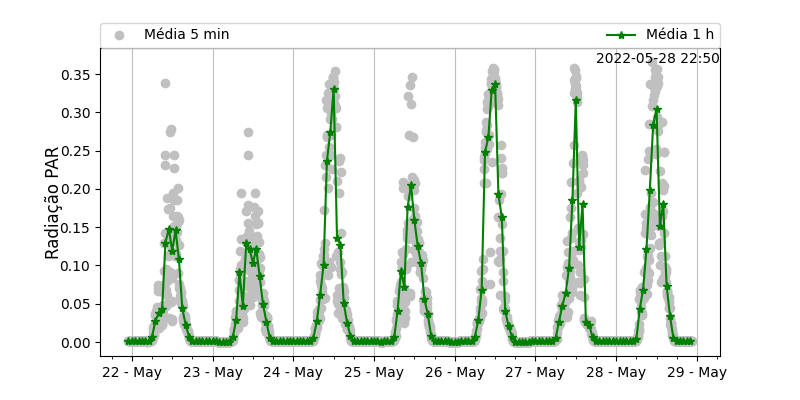 Média 5 min
Média 1 h
2022-05-28 22:50
Radiação PAR
0.35
0.30
0.25
0.20
0.15
0.10
0.05
0.00
22 - May
23 - May
24 - May
25 - May
26 - May
27 - May
28 - May
29 - May